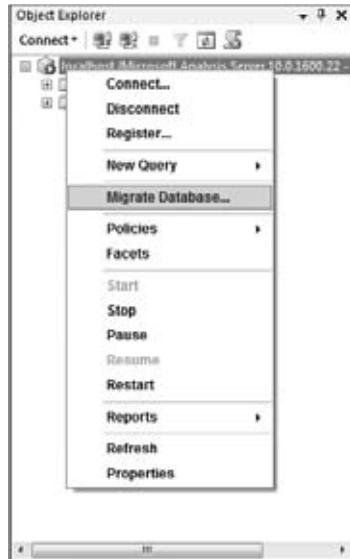 Object Explorer
Connect
localhost (Microsoft Analysis Server 10.0.1600.22 -
Connect...
Disconnect
Register...
New Query
Migrate Database...
Policies
Facets
Start
Stop
Pause
Resume
Restart
Reports
Refresh
Properties